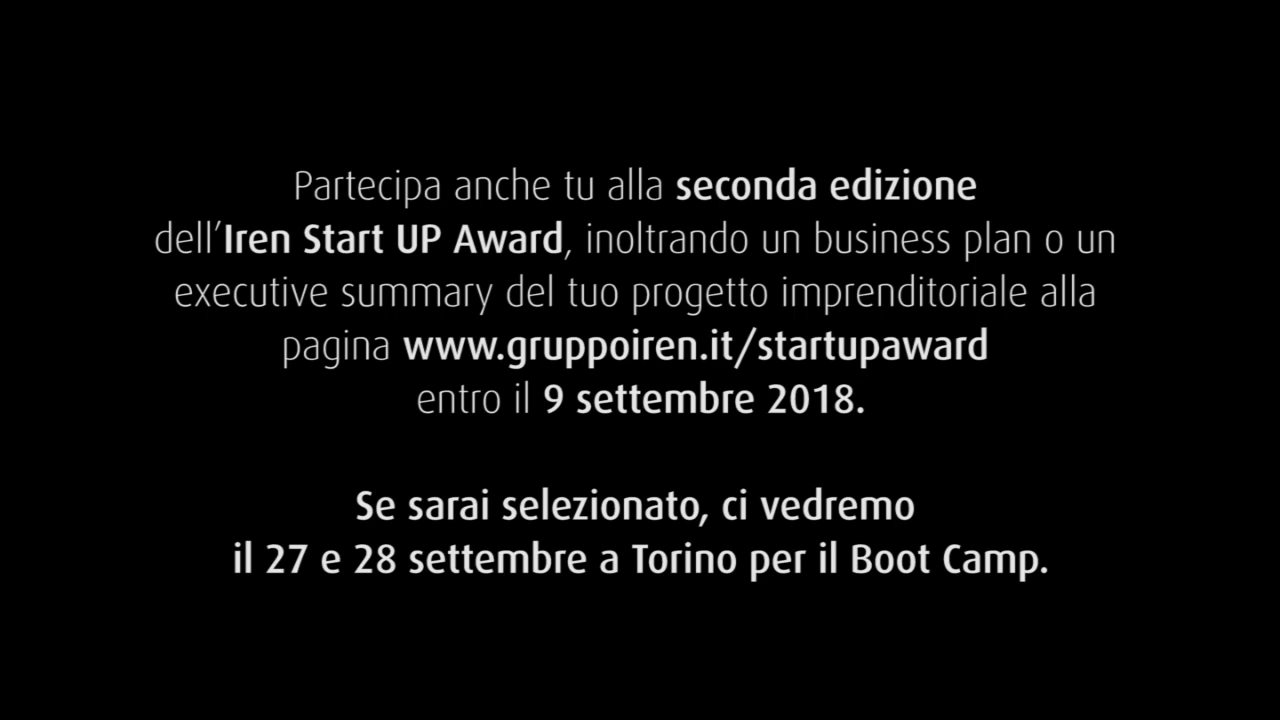 Partecipa anche tu alla seconda edizione
dell’Iren Start UP Award, inoltrando un business plan o un
executive summary del tuo progetto imprenditoriale alla
pagina www.gruppoiren.it/startupaward
entro il 9 settembre 2018.
Se sarai selezionato, ci vedremo
il 27 e 28 settembre a Torino per il Boot Camp.